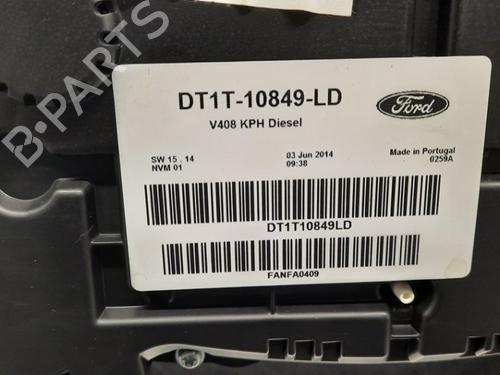 B-PARTS
DT1T-10849-LD
Ford
V408 KPH Diesel
SW 15 . 14
NVM 01
03 Jun 2014
09:38
Made in Portugal
0259A
DT1T10849LD
FANFA0409